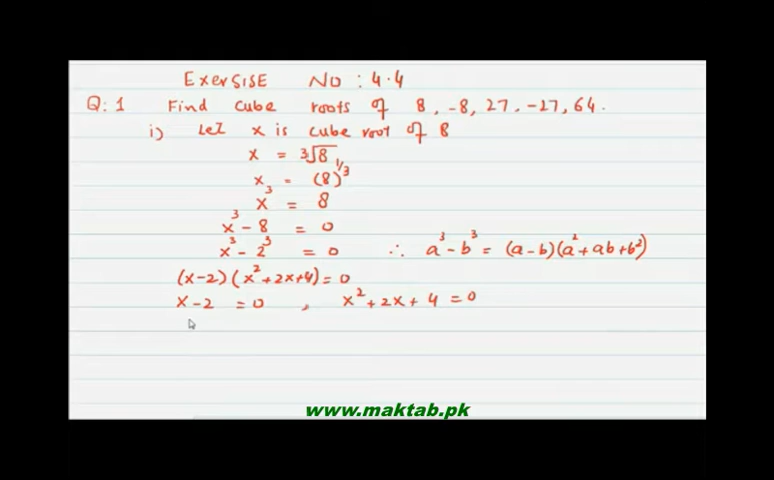 Exersise No : 4.4
Q: 1 Find cube roots of 8, -8, 27, -27, 64.
i) Let x is cube root of 8
x = ³√8
x = (8)^1/3
x³ = 8
x³ - 8 = 0
x³ - 2³ = 0 ∴ a³ - b³ = (a-b)(a²+ab+b²)
(x-2)(x²+2x+4) = 0
x-2 = 0 , x²+2x+4 = 0
www.maktab.pk